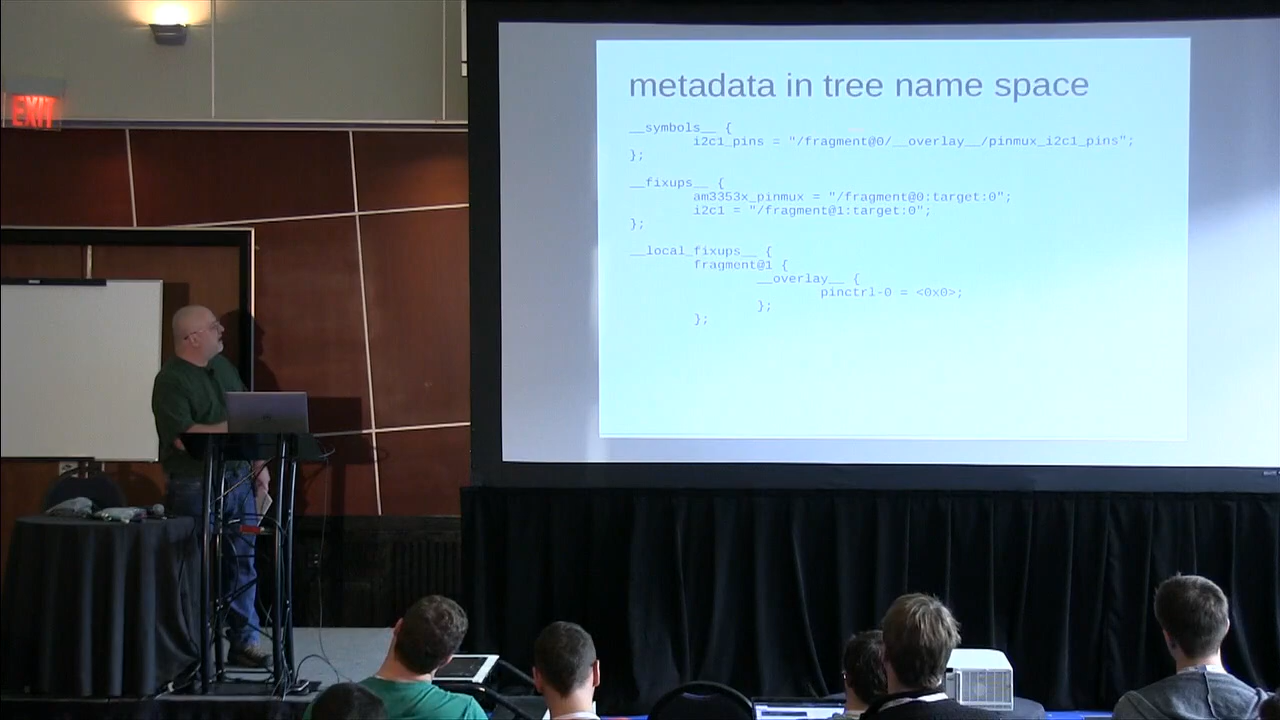 EXIT
metadata in tree name space
__symbols__ {
i2c1_pins = "/fragment@0/__overlay__/pinmux_i2c1_pins";
};
__fixups__ {
am3353x_pinmux = "/fragment@0:target:0";
i2c1 = "/fragment@1:target:0";
};
__local_fixups__ {
fragment@1 {
__overlay__ {
pinctrl-0 = <0x0>;
};
};